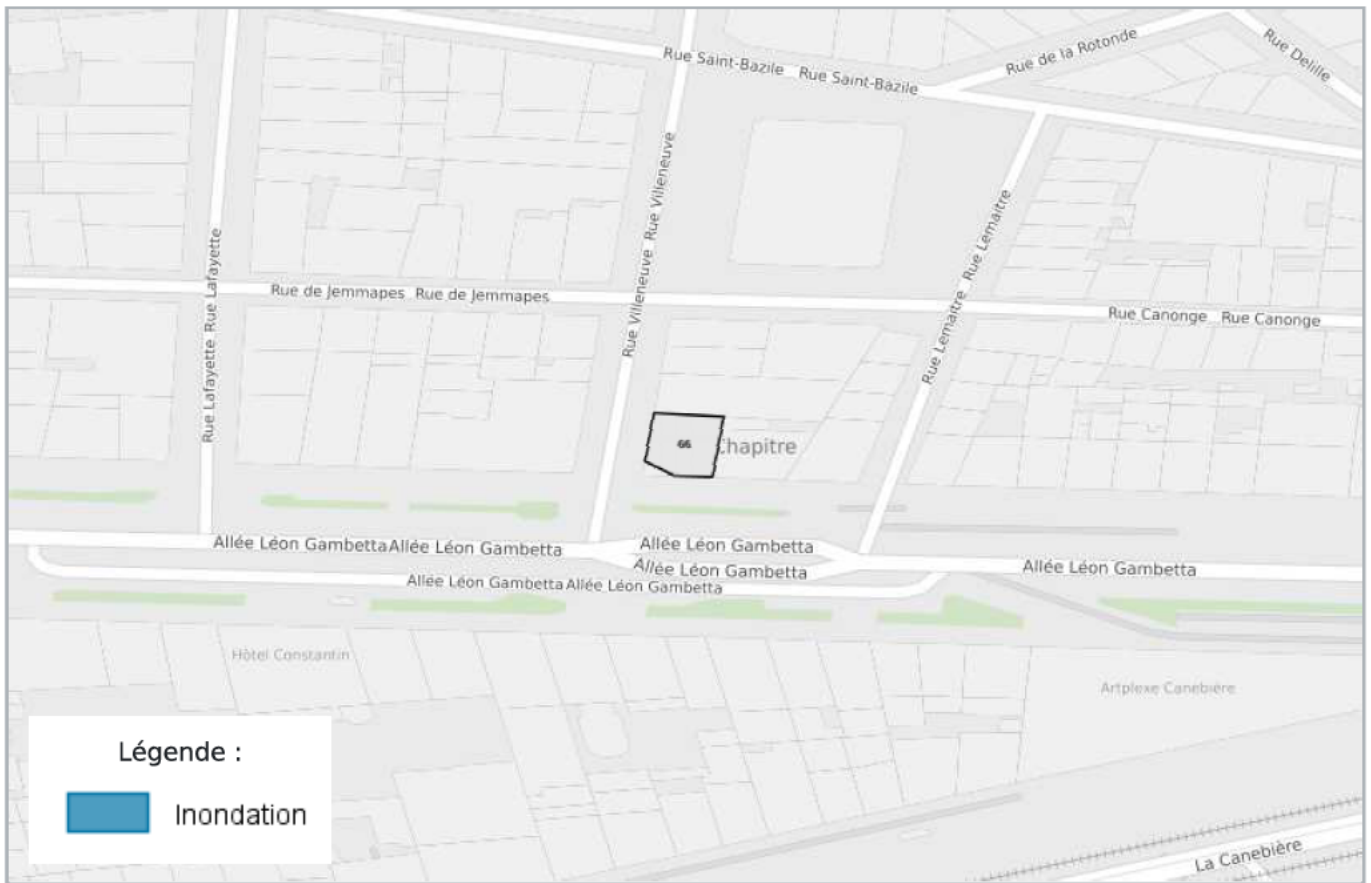 Rue Saint-Bazile Rue Saint-Bazile
Rue de la Rotonde
Rue Delille
Rue Villeneuve Rue Villeneuve
Rue Lemaitre Rue Lemaitre
Rue Lafayette Rue Lafayette
Rue de Jemmapes Rue de Jemmapes
Rue Canonge Rue Canonge
66
Chapitre
Allée Léon Gambetta Allée Léon Gambetta
Allée Léon Gambetta
Allée Léon Gambetta
Allée Léon Gambetta
Allée Léon Gambetta Allée Léon Gambetta
Hôtel Constantin
Artplexe Canebière
Légende :
Inondation
La Canebière